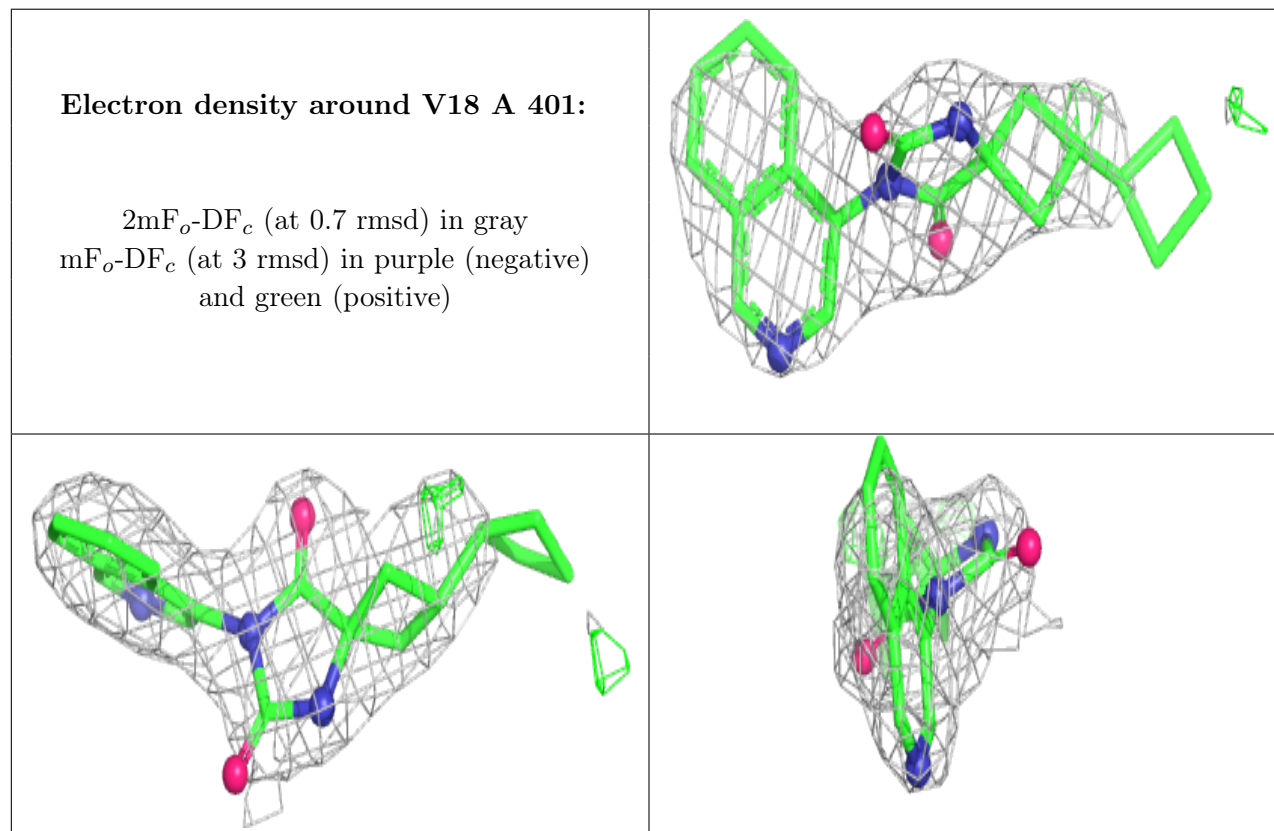 Electron density around V18 A 401:
2mFₒ-DF𝒸 (at 0.7 rmsd) in gray
mFₒ-DF𝒸 (at 3 rmsd) in purple (negative)
and green (positive)